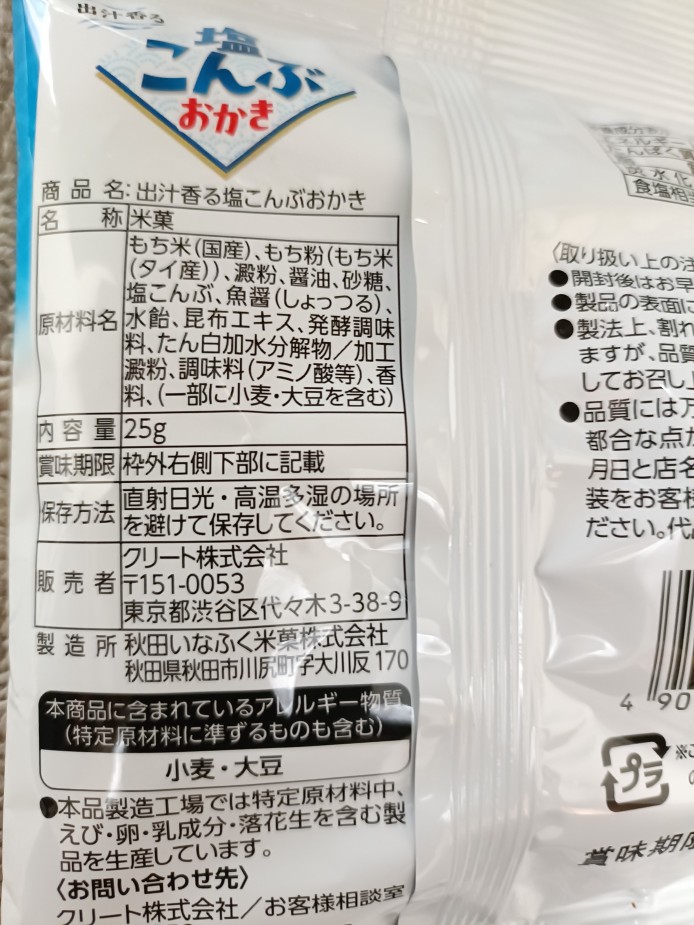 出汁香る
塩
こんぶ
おかき
商品名:出汁香る塩こんぶおかき
名称 米菓
原材料名 もち米(国産)、もち粉(もち米
(タイ産))、澱粉、醤油、砂糖、
塩こんぶ、魚醤(しょっつる)、
水飴、昆布エキス、発酵調味
料、たん白加水分解物/加工
澱粉、調味料(アミノ酸等)、香
料、(一部に小麦・大豆を含む)
内容量 25g
賞味期限 枠外右側下部に記載
保存方法 直射日光・高温多湿の場所
を避けて保存してください。
販売者 クリート株式会社
〒151-0053
東京都渋谷区代々木3-38-9
製造所 秋田いなふく米菓株式会社
秋田県秋田市川尻町字大川反170
本商品に含まれているアレルギー物質
(特定原材料に準ずるものも含む)
小麦・大豆
●本品製造工場では特定原材料中、
えび・卵・乳成分・落花生を含む製
品を生産しています。
〈お問い合わせ先〉
クリート株式会社/お客様相談室
ネルギー
たんぱく質
炭水化
食塩相
〈取り扱い上の注
●開封後はお早
●製品の表面に
●製法上、割れ
ますが、品質
してお召し上
●品質には万
都合な点が
月日と店名
装をお客様
ださい。代
4 90
プラ
賞味期限